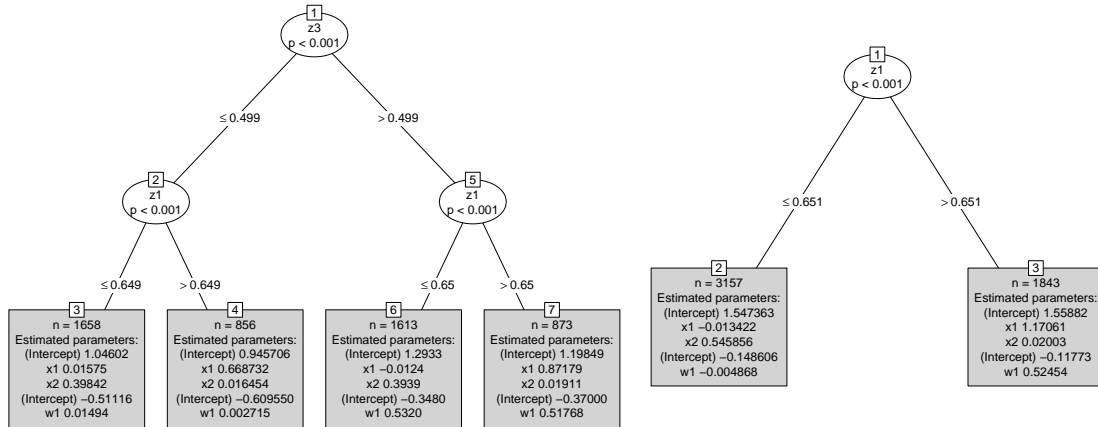 1
z3
p < 0.001
≤ 0.499
> 0.499
2
z1
p < 0.001
5
z1
p < 0.001
≤ 0.649
> 0.649
≤ 0.65
> 0.65
3
n = 1658
Estimated parameters:
(Intercept) 1.04602
x1 0.01575
x2 0.39842
(Intercept) −0.51116
w1 0.01494
4
n = 856
Estimated parameters:
(Intercept) 0.945706
x1 0.668732
x2 0.016454
(Intercept) −0.609550
w1 0.002715
6
n = 1613
Estimated parameters:
(Intercept) 1.2933
x1 −0.0124
x2 0.3939
(Intercept) −0.3480
w1 0.5320
7
n = 873
Estimated parameters:
(Intercept) 1.19849
x1 0.87179
x2 0.01911
(Intercept) −0.37000
w1 0.51768
1
z1
p < 0.001
≤ 0.651
> 0.651
2
n = 3157
Estimated parameters:
(Intercept) 1.547363
x1 −0.013422
x2 0.545856
(Intercept) −0.148606
w1 −0.004868
3
n = 1843
Estimated parameters:
(Intercept) 1.55882
x1 1.17061
x2 0.02003
(Intercept) −0.11773
w1 0.52454